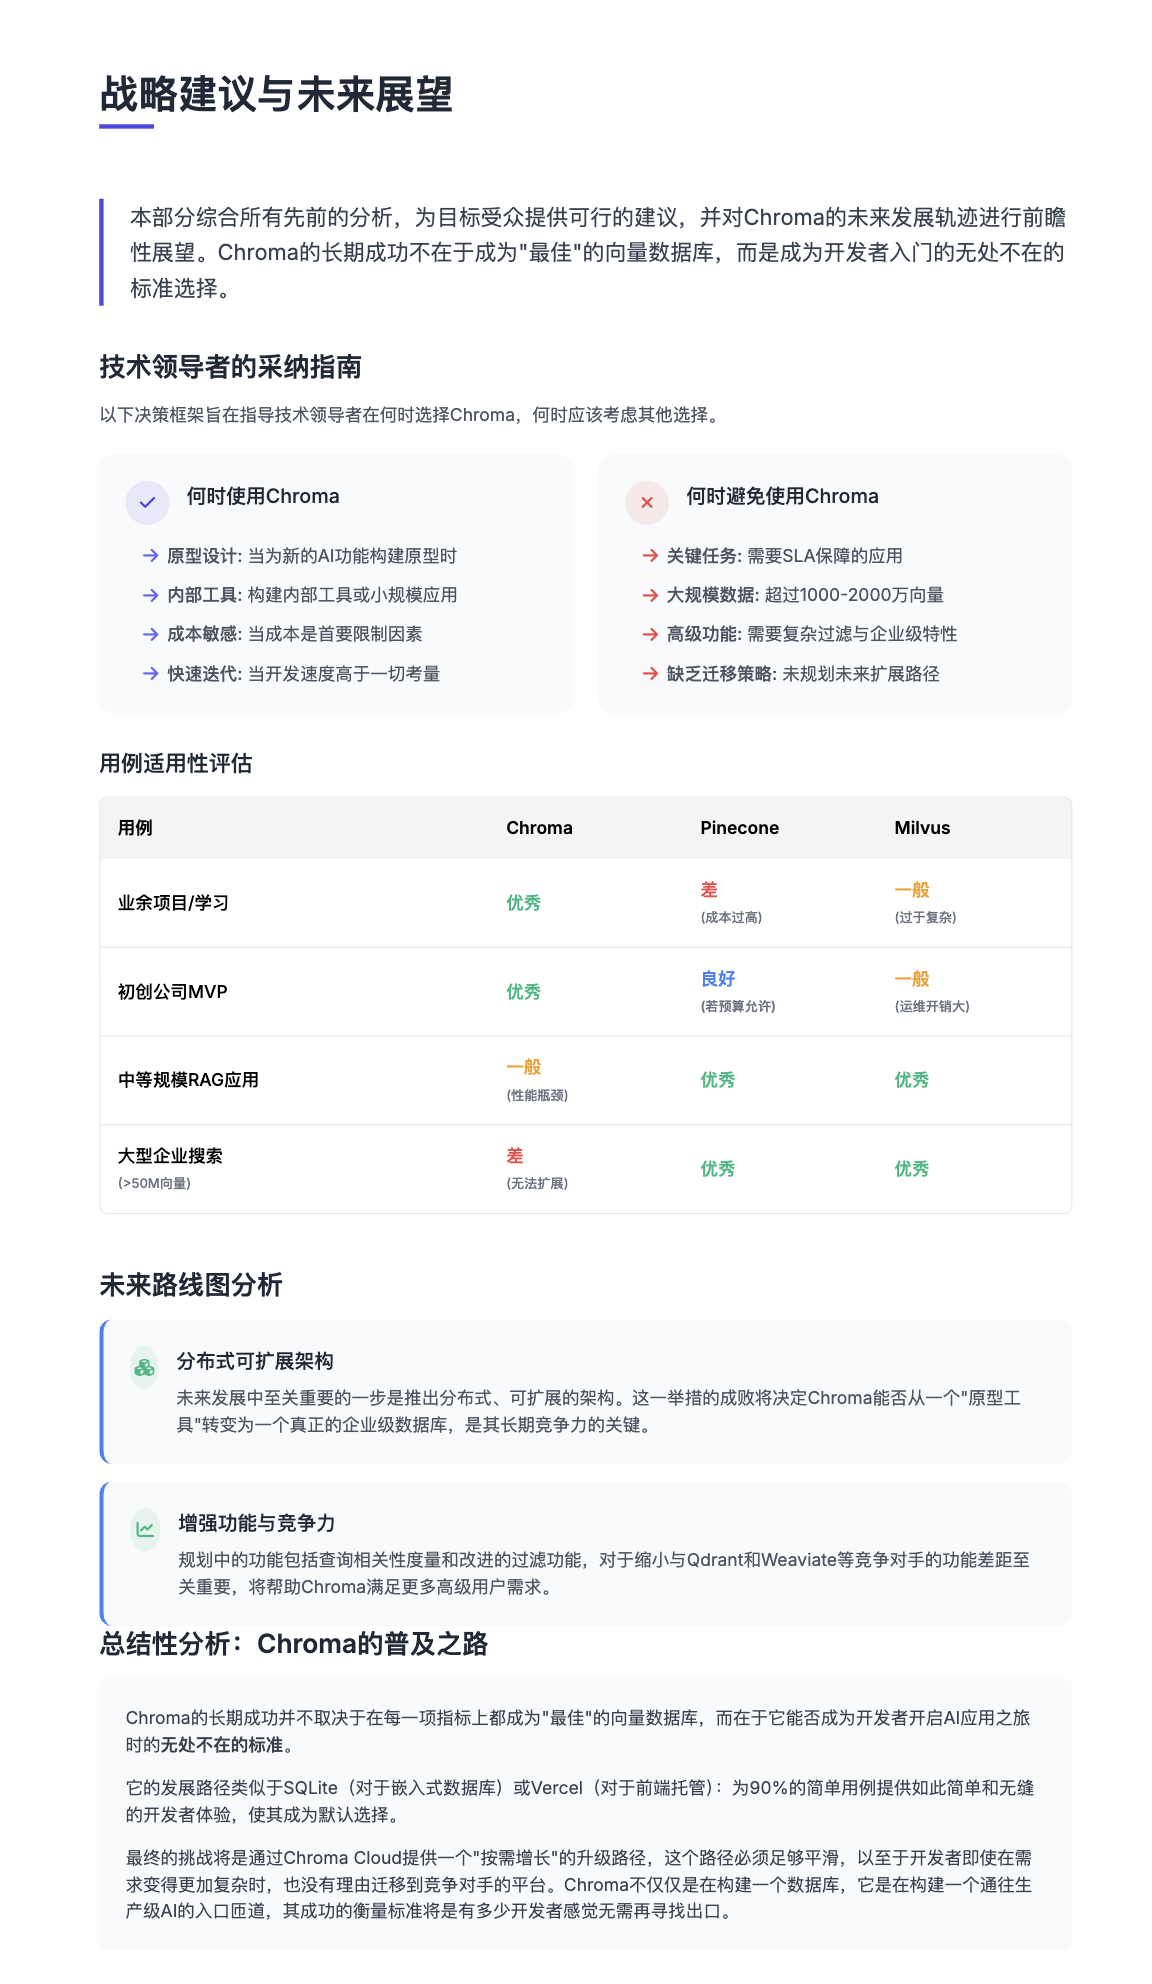 战略建议与未来展望
本部分综合所有先前的分析，为目标受众提供可行的建议，并对Chroma的未来发展轨迹进行前瞻
性展望。Chroma的长期成功不在于成为"最佳"的向量数据库，而是成为开发者入门的无处不在的
标准选择。
技术领导者的采纳指南
以下决策框架旨在指导技术领导者在何时选择Chroma，何时应该考虑其他选择。
何时使用Chroma
→ 原型设计: 当为新的AI功能构建原型时
→ 内部工具: 构建内部工具或小规模应用
→ 成本敏感: 当成本是首要限制因素
→ 快速迭代: 当开发速度高于一切考量
何时避免使用Chroma
→ 关键任务: 需要SLA保障的应用
→ 大规模数据: 超过1000-2000万向量
→ 高级功能: 需要复杂过滤与企业级特性
→ 缺乏迁移策略: 未规划未来扩展路径
用例适用性评估
用例 Chroma Pinecone Milvus
业余项目/学习 优秀 差 一般
(成本过高) (过于复杂)
初创公司MVP 优秀 良好 一般
(若预算允许) (运维开销大)
中等规模RAG应用 一般 优秀 优秀
(性能瓶颈)
大型企业搜索 差 优秀 优秀
(>50M向量) (无法扩展)
未来路线图分析
分布式可扩展架构
未来发展中至关重要的一步是推出分布式、可扩展的架构。这一举措的成败将决定Chroma能否从一个"原型工
具"转变为一个真正的企业级数据库，是其长期竞争力的关键。
增强功能与竞争力
规划中的功能包括查询相关性度量和改进的过滤功能，对于缩小与Qdrant和Weaviate等竞争对手的功能差距至
关重要，将帮助Chroma满足更多高级用户需求。
总结性分析：Chroma的普及之路
Chroma的长期成功并不取决于在每一项指标上都成为"最佳"的向量数据库，而在于它能否成为开发者开启AI应用之旅
时的无处不在的标准。
它的发展路径类似于SQLite（对于嵌入式数据库）或Vercel（对于前端托管）：为90%的简单用例提供如此简单和无缝
的开发者体验，使其成为默认选择。
最终的挑战将是通过Chroma Cloud提供一个"按需增长"的升级路径，这个路径必须足够平滑，以至于开发者即使在需
求变得更加复杂时，也没有理由迁移到竞争对手的平台。Chroma不仅仅是在构建一个数据库，它是在构建一个通往生
产级AI的入口匝道，其成功的衡量标准将是有多少开发者感觉无需再寻找出口。